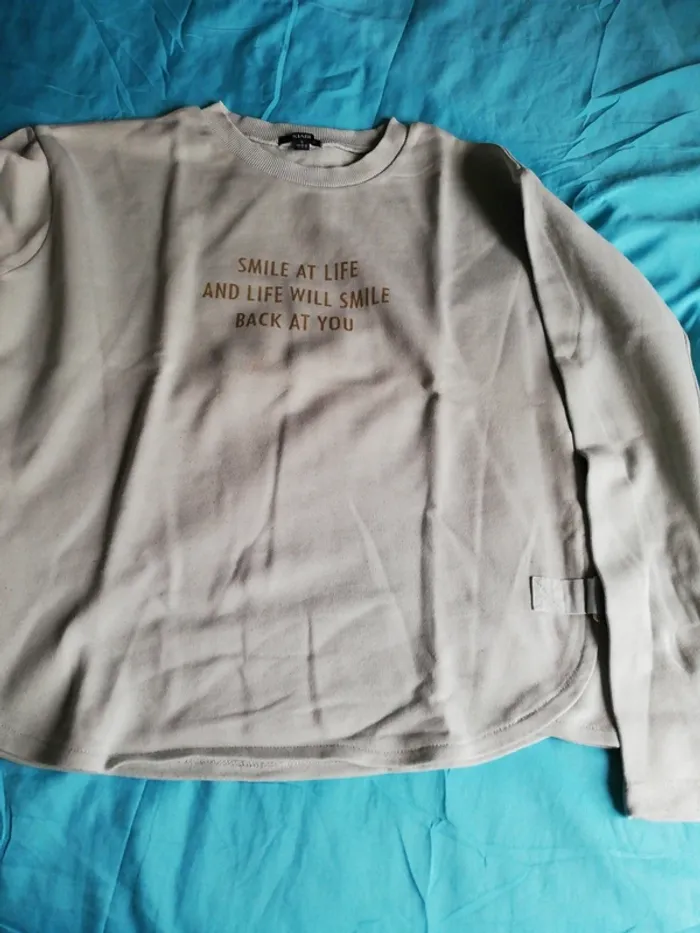 SMILE AT LIFE
AND LIFE WILL SMILE
BACK AT YOU